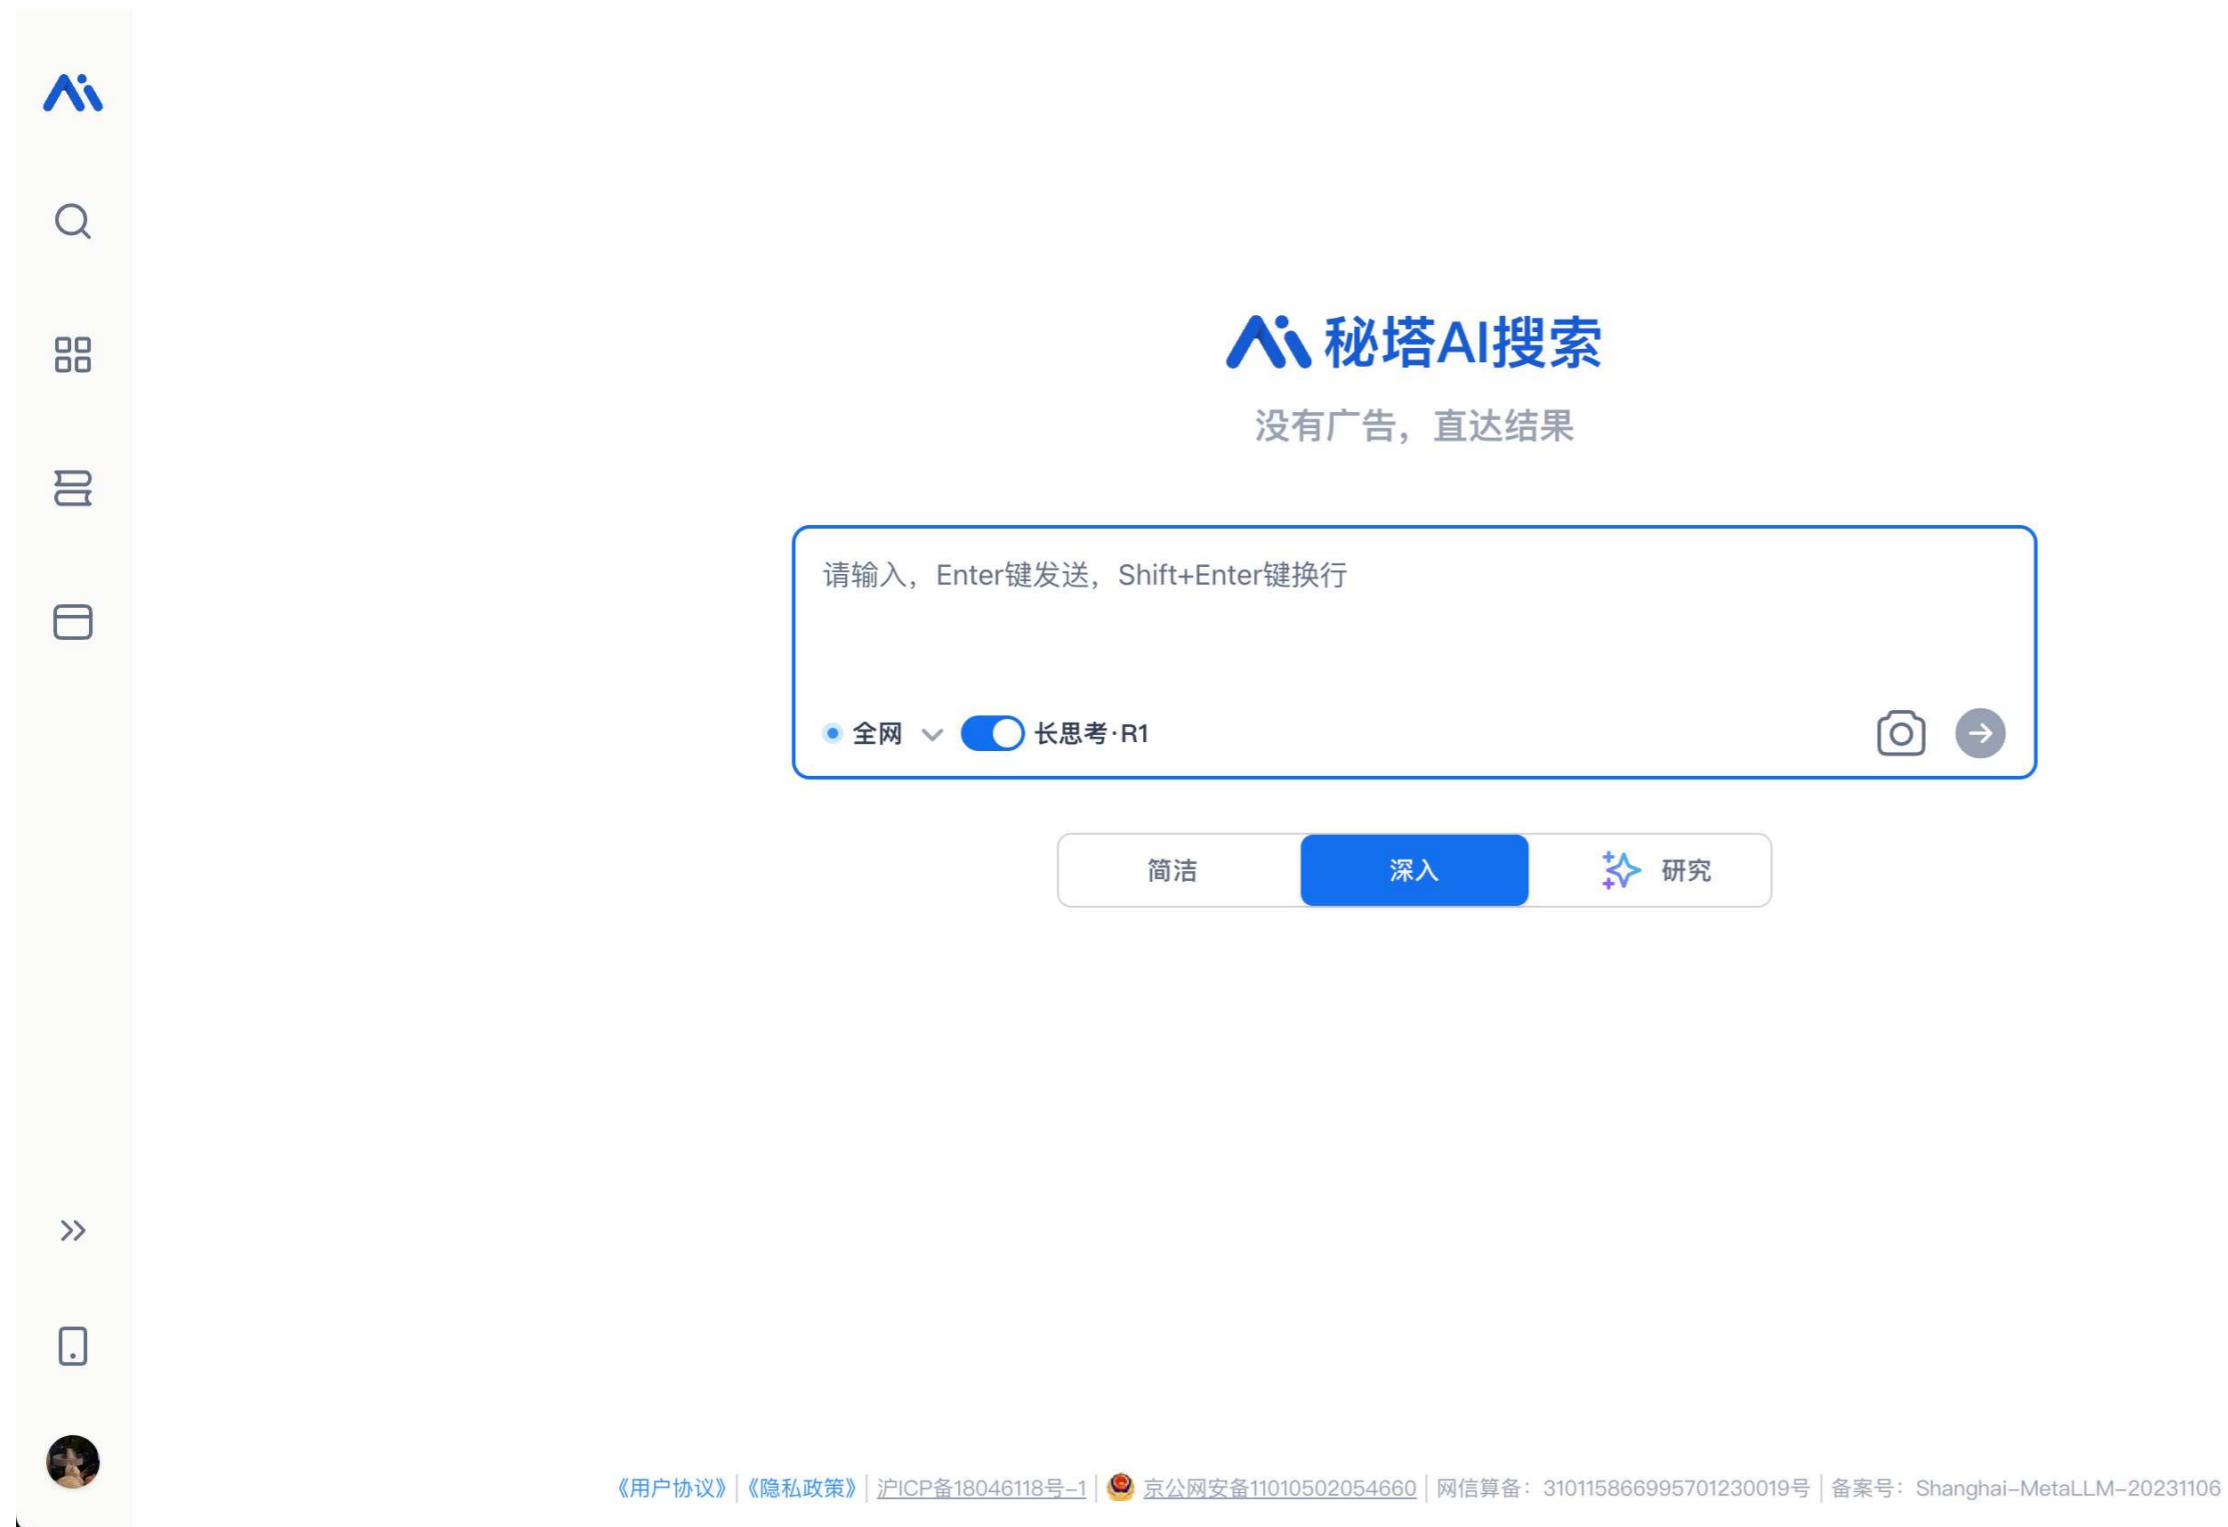 秘塔AI搜索
没有广告，直达结果
请输入，Enter键发送，Shift+Enter键换行
全网 长思考·R1
简洁 深入 研究
《用户协议》|《隐私政策》| 沪ICP备18046118号-1 | 京公网安备11010502054660 | 网信算备：310115866995701230019号 | 备案号：Shanghai-MetaLLM-20231106